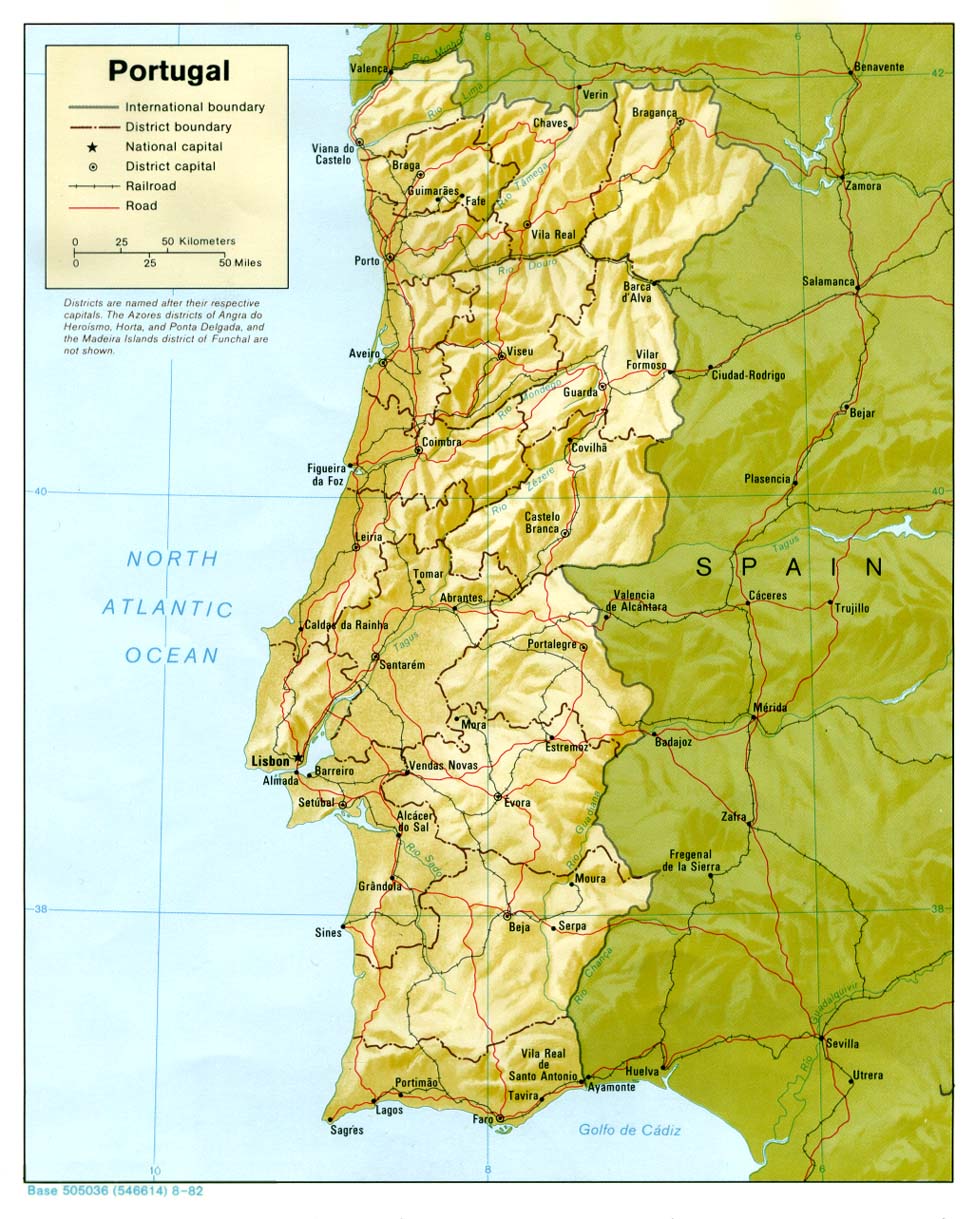 Portugal
International boundary
District boundary
National capital
District capital
Railroad
Road
0 25 50 Kilometers
0 25 50 Miles
Districts are named after their respective
capitals. The Azores districts of Angra do
Heroísmo, Horta, and Ponta Delgada, and
the Madeira Islands district of Funchal are
not shown.
8
6
Rio Minho
Valença
Benavente
42
Rio Lima
Verin
Bragança
Chaves
Viana do
Castelo
Braga
Zamora
Guimarães
Fafe
Rio Tâmega
Vila Real
Porto
Rio Douro
Barca
d'Alva
Salamanca
Aveiro
Viseu
Vilar
Formoso
Ciudad-Rodrigo
Rio Mondego
Guarda
Bejar
Coimbra
Covilhã
Figueira
da Foz
Rio Zêzere
Plasencia
40
40
Castelo
Branca
Leiria
Tagus
NORTH
ATLANTIC
OCEAN
SPAIN
Tomar
Abrantes
Valencia
de Alcántara
Cáceres
Trujillo
Caldas da Rainha
Tagus
Portalegre
Santarém
Mora
Mérida
Estremoz
Badajoz
Lisbon
Almada
Barreiro
Vendas Novas
Setúbal
Évora
Rio Guadiana
Alcácer
do Sal
Zafra
Rio Sado
Fregenal
de la Sierra
Grândola
Moura
38
38
Sines
Beja
Serpa
Rio Chança
Rio Guadalquivir
Sevilla
Vila Real
de
Santo Antonio
Huelva
Ayamonte
Utrera
Portimão
Tavira
Lagos
Faro
Sagres
Golfo de Cádiz
10
8
6
Base 505036 (546614) 8-82